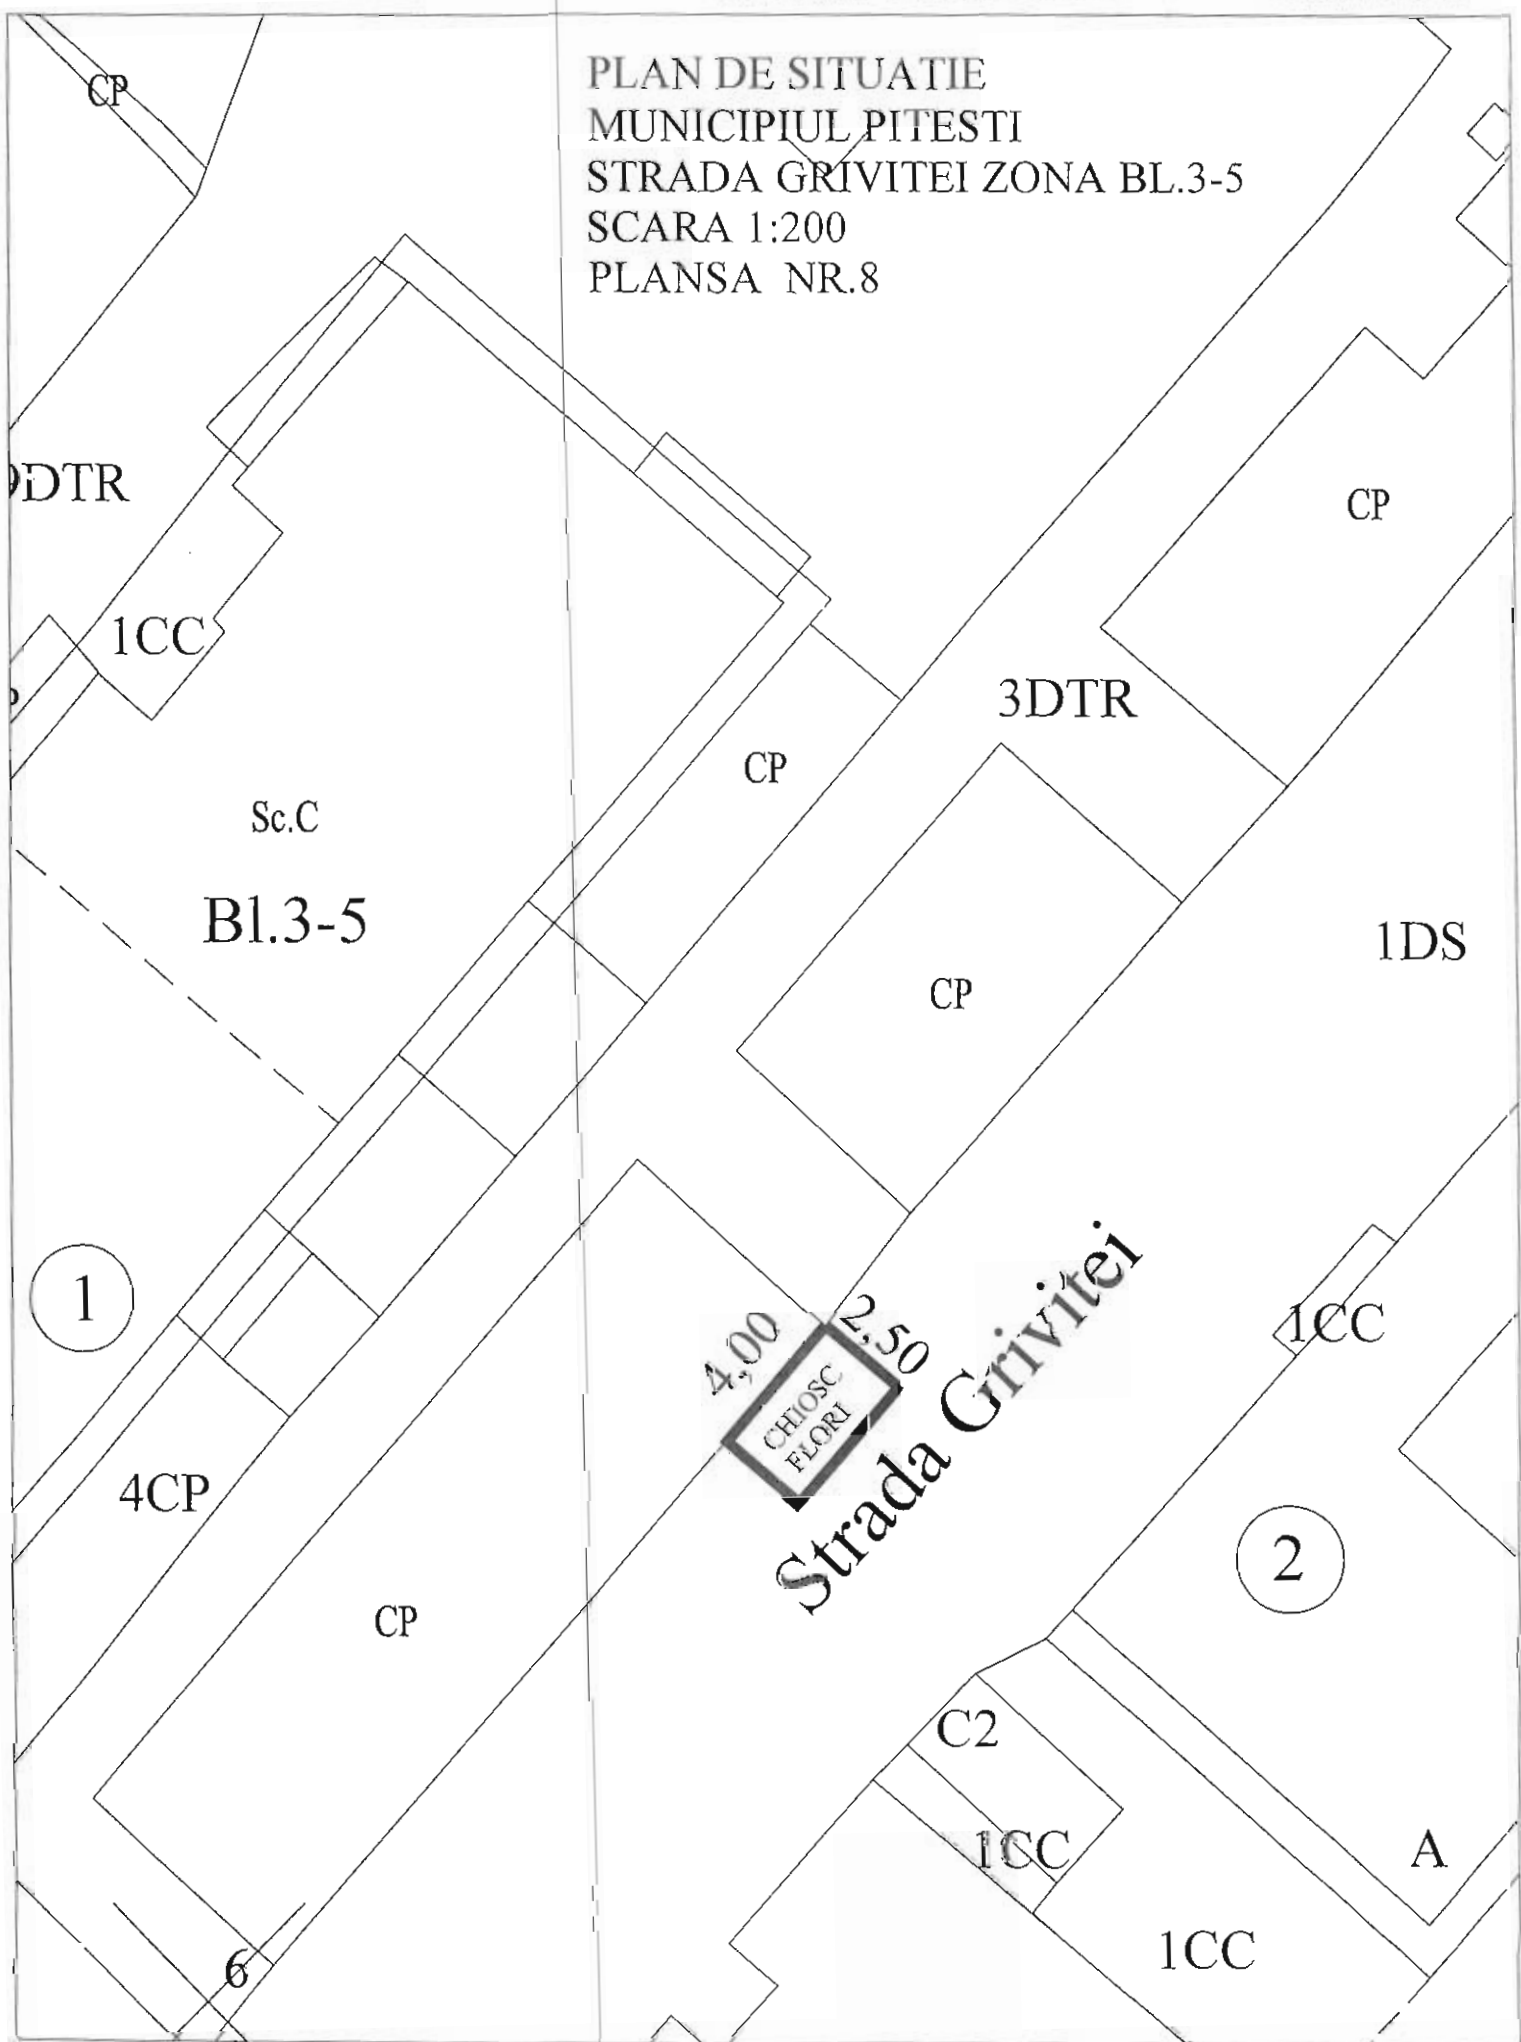 PLAN DE SITUATIE
MUNICIPIUL PITESTI
STRADA GRIVITEI ZONA BL.3-5
SCARA 1:200
PLANSA NR.8
CP
DTR
CP
1CC
3DTR
CP
Sc.C
Bl.3-5
1DS
CP
1
4,00
2,50
CHIOSC
FLORI
Strada Grivitei
1CC
4CP
2
CP
C2
1CC
A
1CC
6